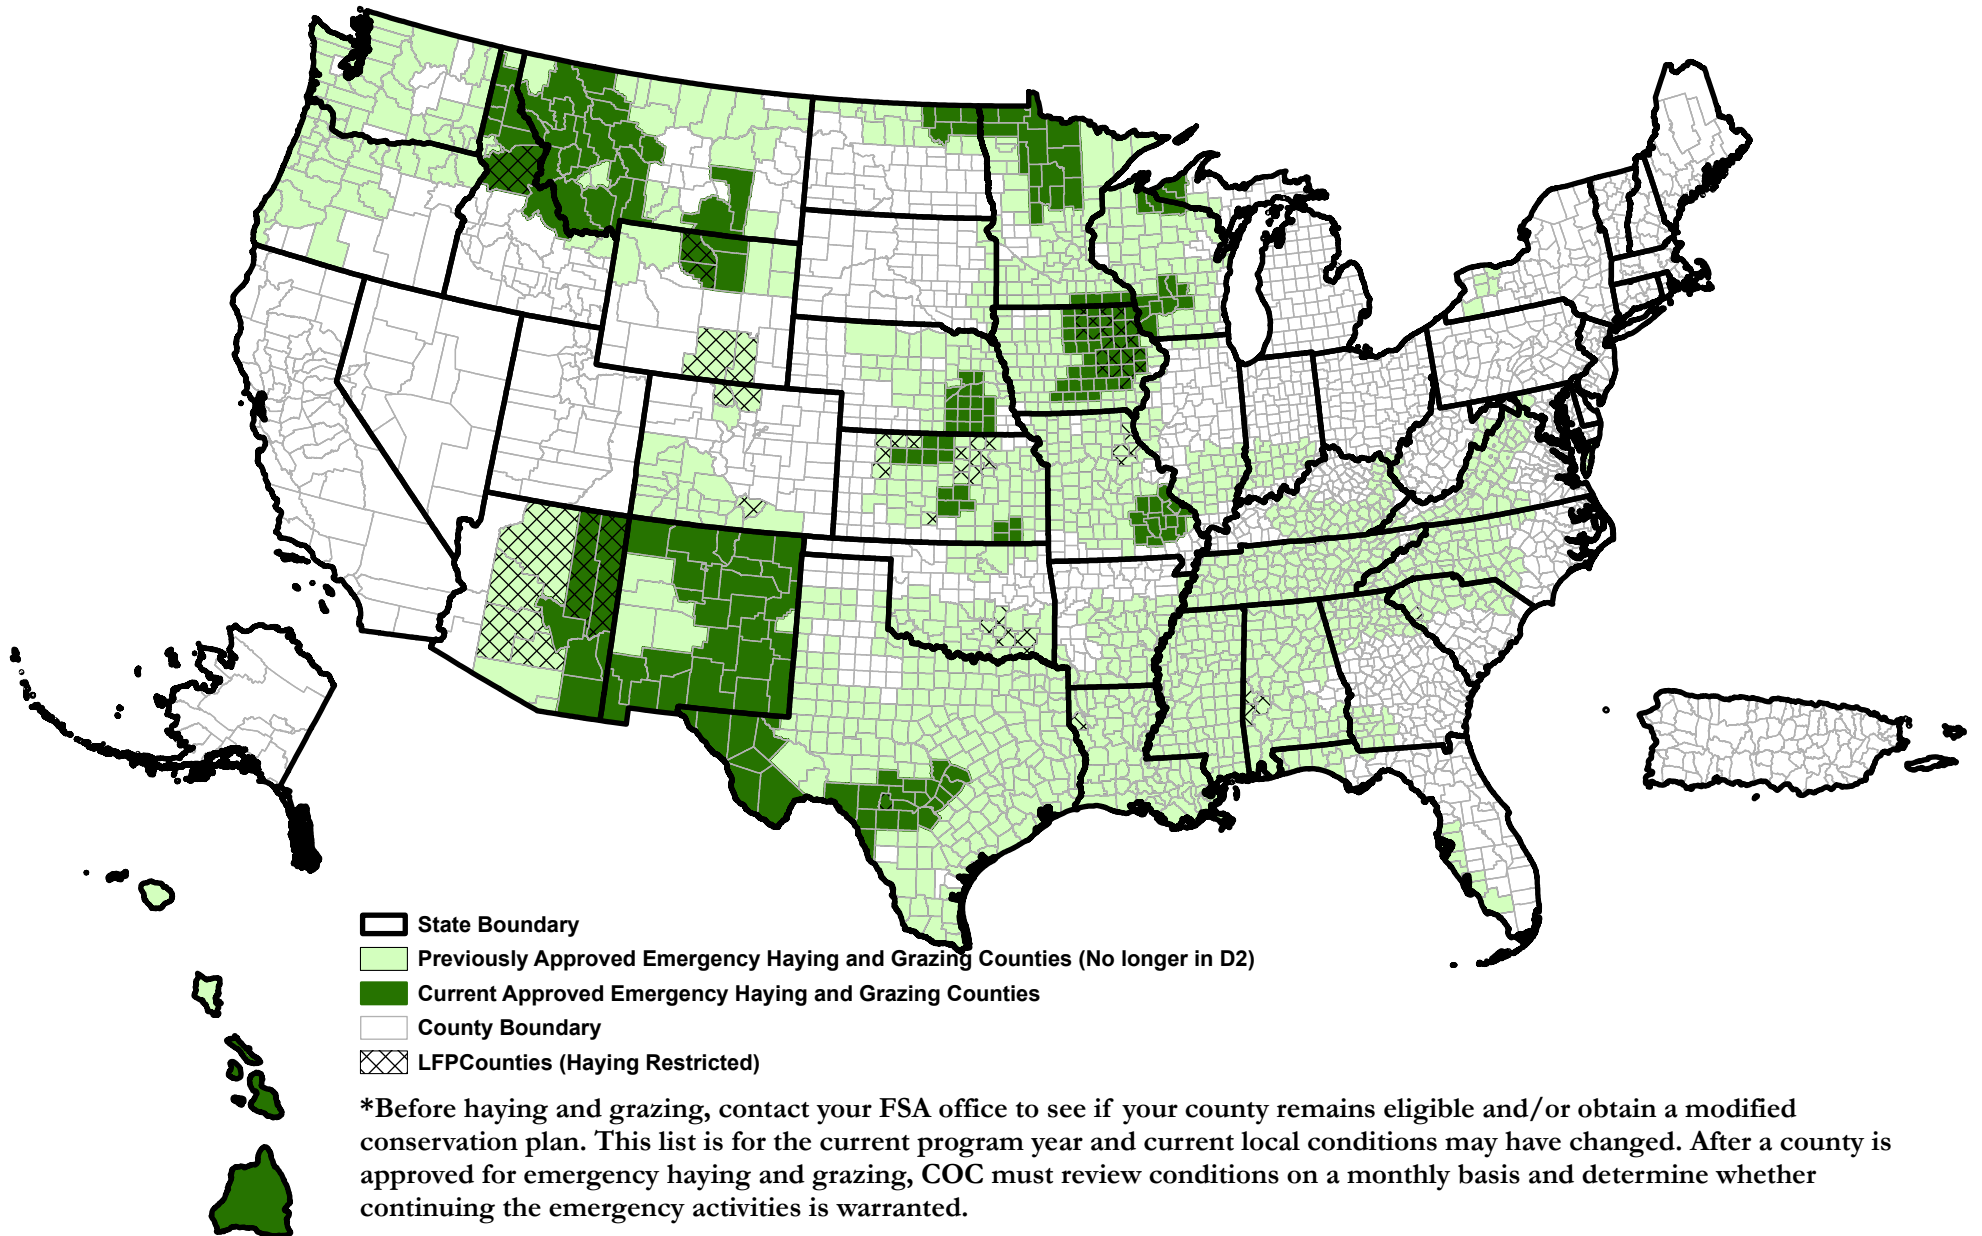 State Boundary
Previously Approved Emergency Haying and Grazing Counties (No longer in D2)
Current Approved Emergency Haying and Grazing Counties
County Boundary
LFPCounties (Haying Restricted)
*Before haying and grazing, contact your FSA office to see if your county remains eligible and/or obtain a modified
conservation plan. This list is for the current program year and current local conditions may have changed. After a county is
approved for emergency haying and grazing, COC must review conditions on a monthly basis and determine whether
continuing the emergency activities is warranted.